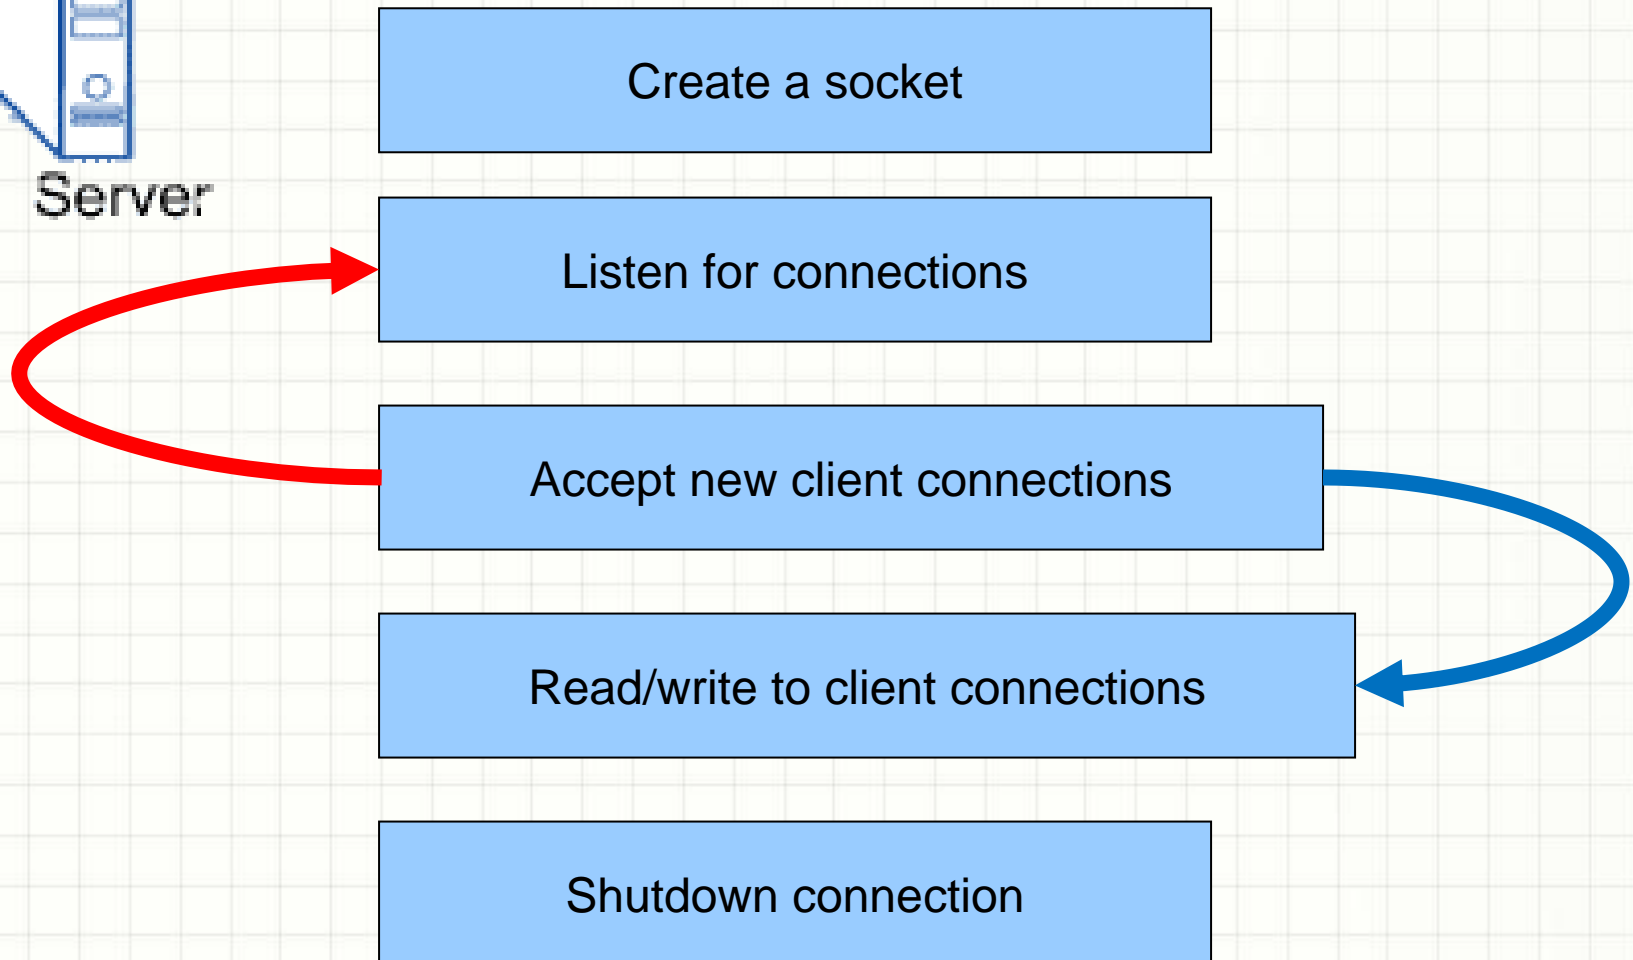 Create a socket
Server
Listen for connections
Accept new client connections
Read/write to client connections
Shutdown connection